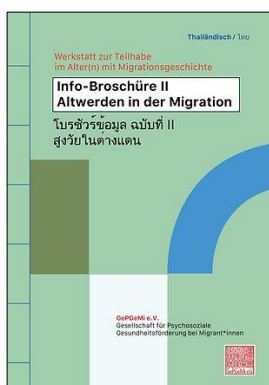 Thailändisch / ไทย
Werkstatt zur Teilhabe
im Alter(n) mit Migrationsgeschichte
Info-Broschüre II
Altwerden in der Migration
โบรชัวร์ข้อมูล ฉบับที่ II
สูงวัยในต่างแดน
GePGeMi e.V.
Gesellschaft für Psychosoziale
Gesundheitsförderung bei Migrant*innen